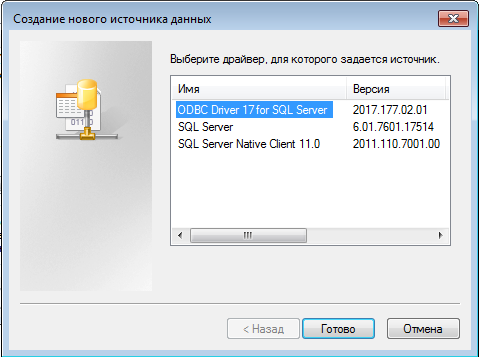 Создание нового источника данных
Выберите драйвер, для которого задается источник.
Имя Версия
ODBC Driver 17 for SQL Server 2017.177.02.01
SQL Server 6.01.7601.17514
SQL Server Native Client 11.0 2011.110.7001.00
< Назад Готово Отмена